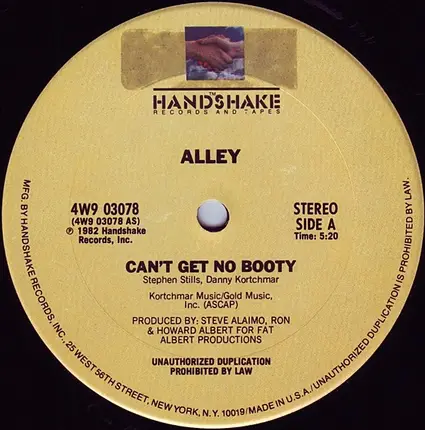 HANDSHAKE
TM
RECORDS AND TAPES
ALLEY
4W9 03078
(4W9 03078 AS)
℗ 1982 Handshake
Records, Inc.
STEREO
SIDE A
Time: 5:20
CAN'T GET NO BOOTY
Stephen Stills, Danny Kortchmar
Kortchmar Music/Gold Music,
Inc. (ASCAP)
PRODUCED BY: STEVE ALAIMO, RON
& HOWARD ALBERT FOR FAT
ALBERT PRODUCTIONS
UNAUTHORIZED DUPLICATION
PROHIBITED BY LAW
MFG. BY HANDSHAKE RECORDS, INC., 25 WEST 56TH STREET, NEW YORK, N.Y. 10019/MADE IN U.S.A./UNAUTHORIZED DUPLICATION IS PROHIBITED BY LAW.